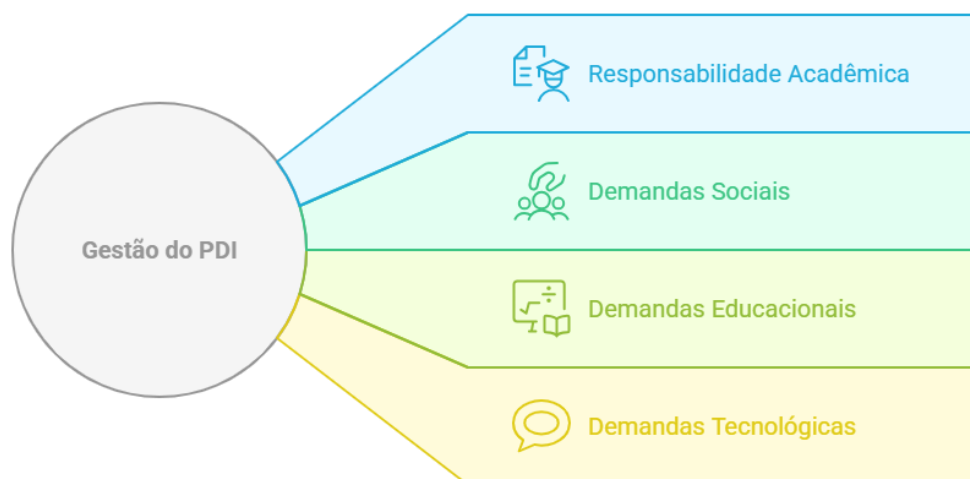 Gestão do PDI
Responsabilidade Acadêmica
Demandas Sociais
Demandas Educacionais
Demandas Tecnológicas